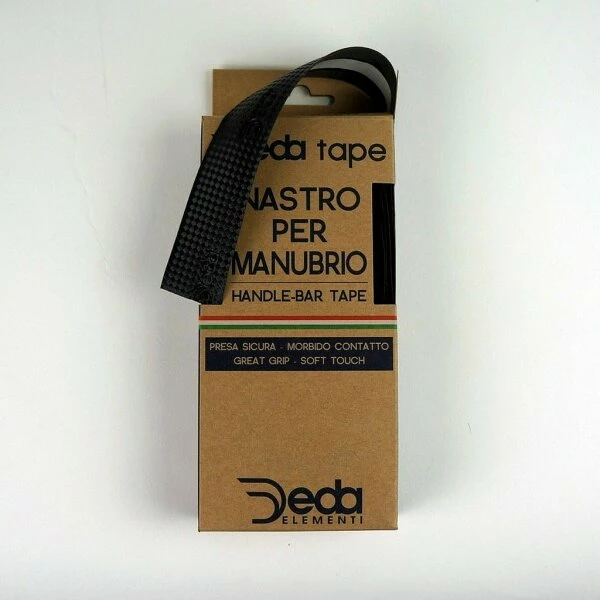 Deda tape
NASTRO
PER
MANUBRIO
HANDLE-BAR TAPE
PRESA SICURA - MORBIDO CONTATTO
GREAT GRIP - SOFT TOUCH
Deda
ELEMENTI